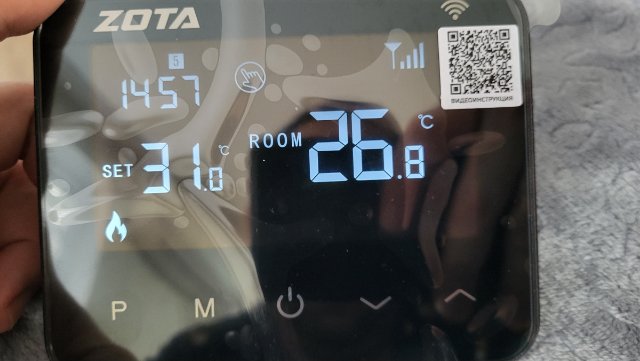 ZOTA
5
14 57
ВИДЕОИНСТРУКЦИЯ
SET 31.0 °C
ROOM 26.8 °C
P M